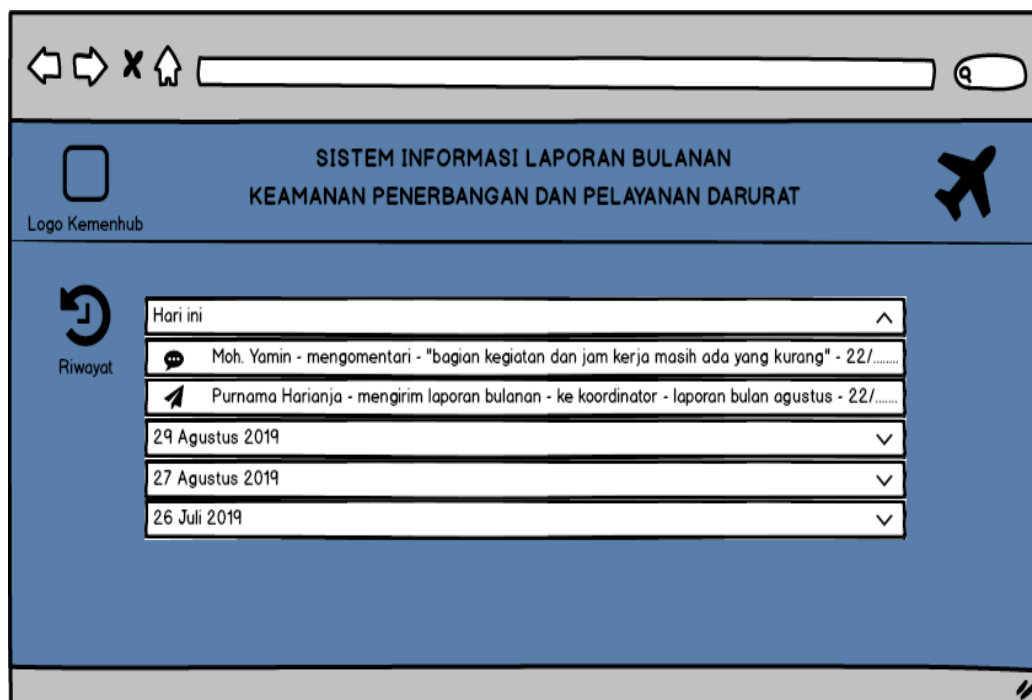 SISTEM INFORMASI LAPORAN BULANAN
KEAMANAN PENERBANGAN DAN PELAYANAN DARURAT
Logo Kemenhub
Riwayat
Hari ini
Moh. Yamin - mengomentari - "bagian kegiatan dan jam kerja masih ada yang kurang" - 22/........
Purnama Harianja - mengirim laporan bulanan - ke koordinator - laporan bulan agustus - 22/......
29 Agustus 2019
27 Agustus 2019
26 Juli 2019